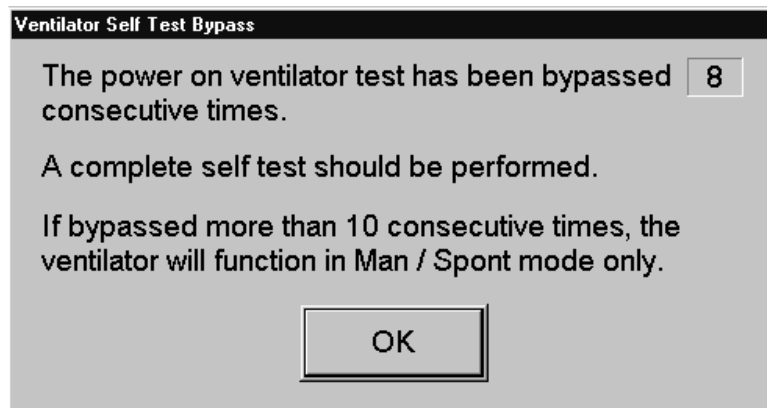 Ventilator Self Test Bypass
The power on ventilator test has been bypassed 8
consecutive times.
A complete self test should be performed.
If bypassed more than 10 consecutive times, the
ventilator will function in Man / Spont mode only.
OK